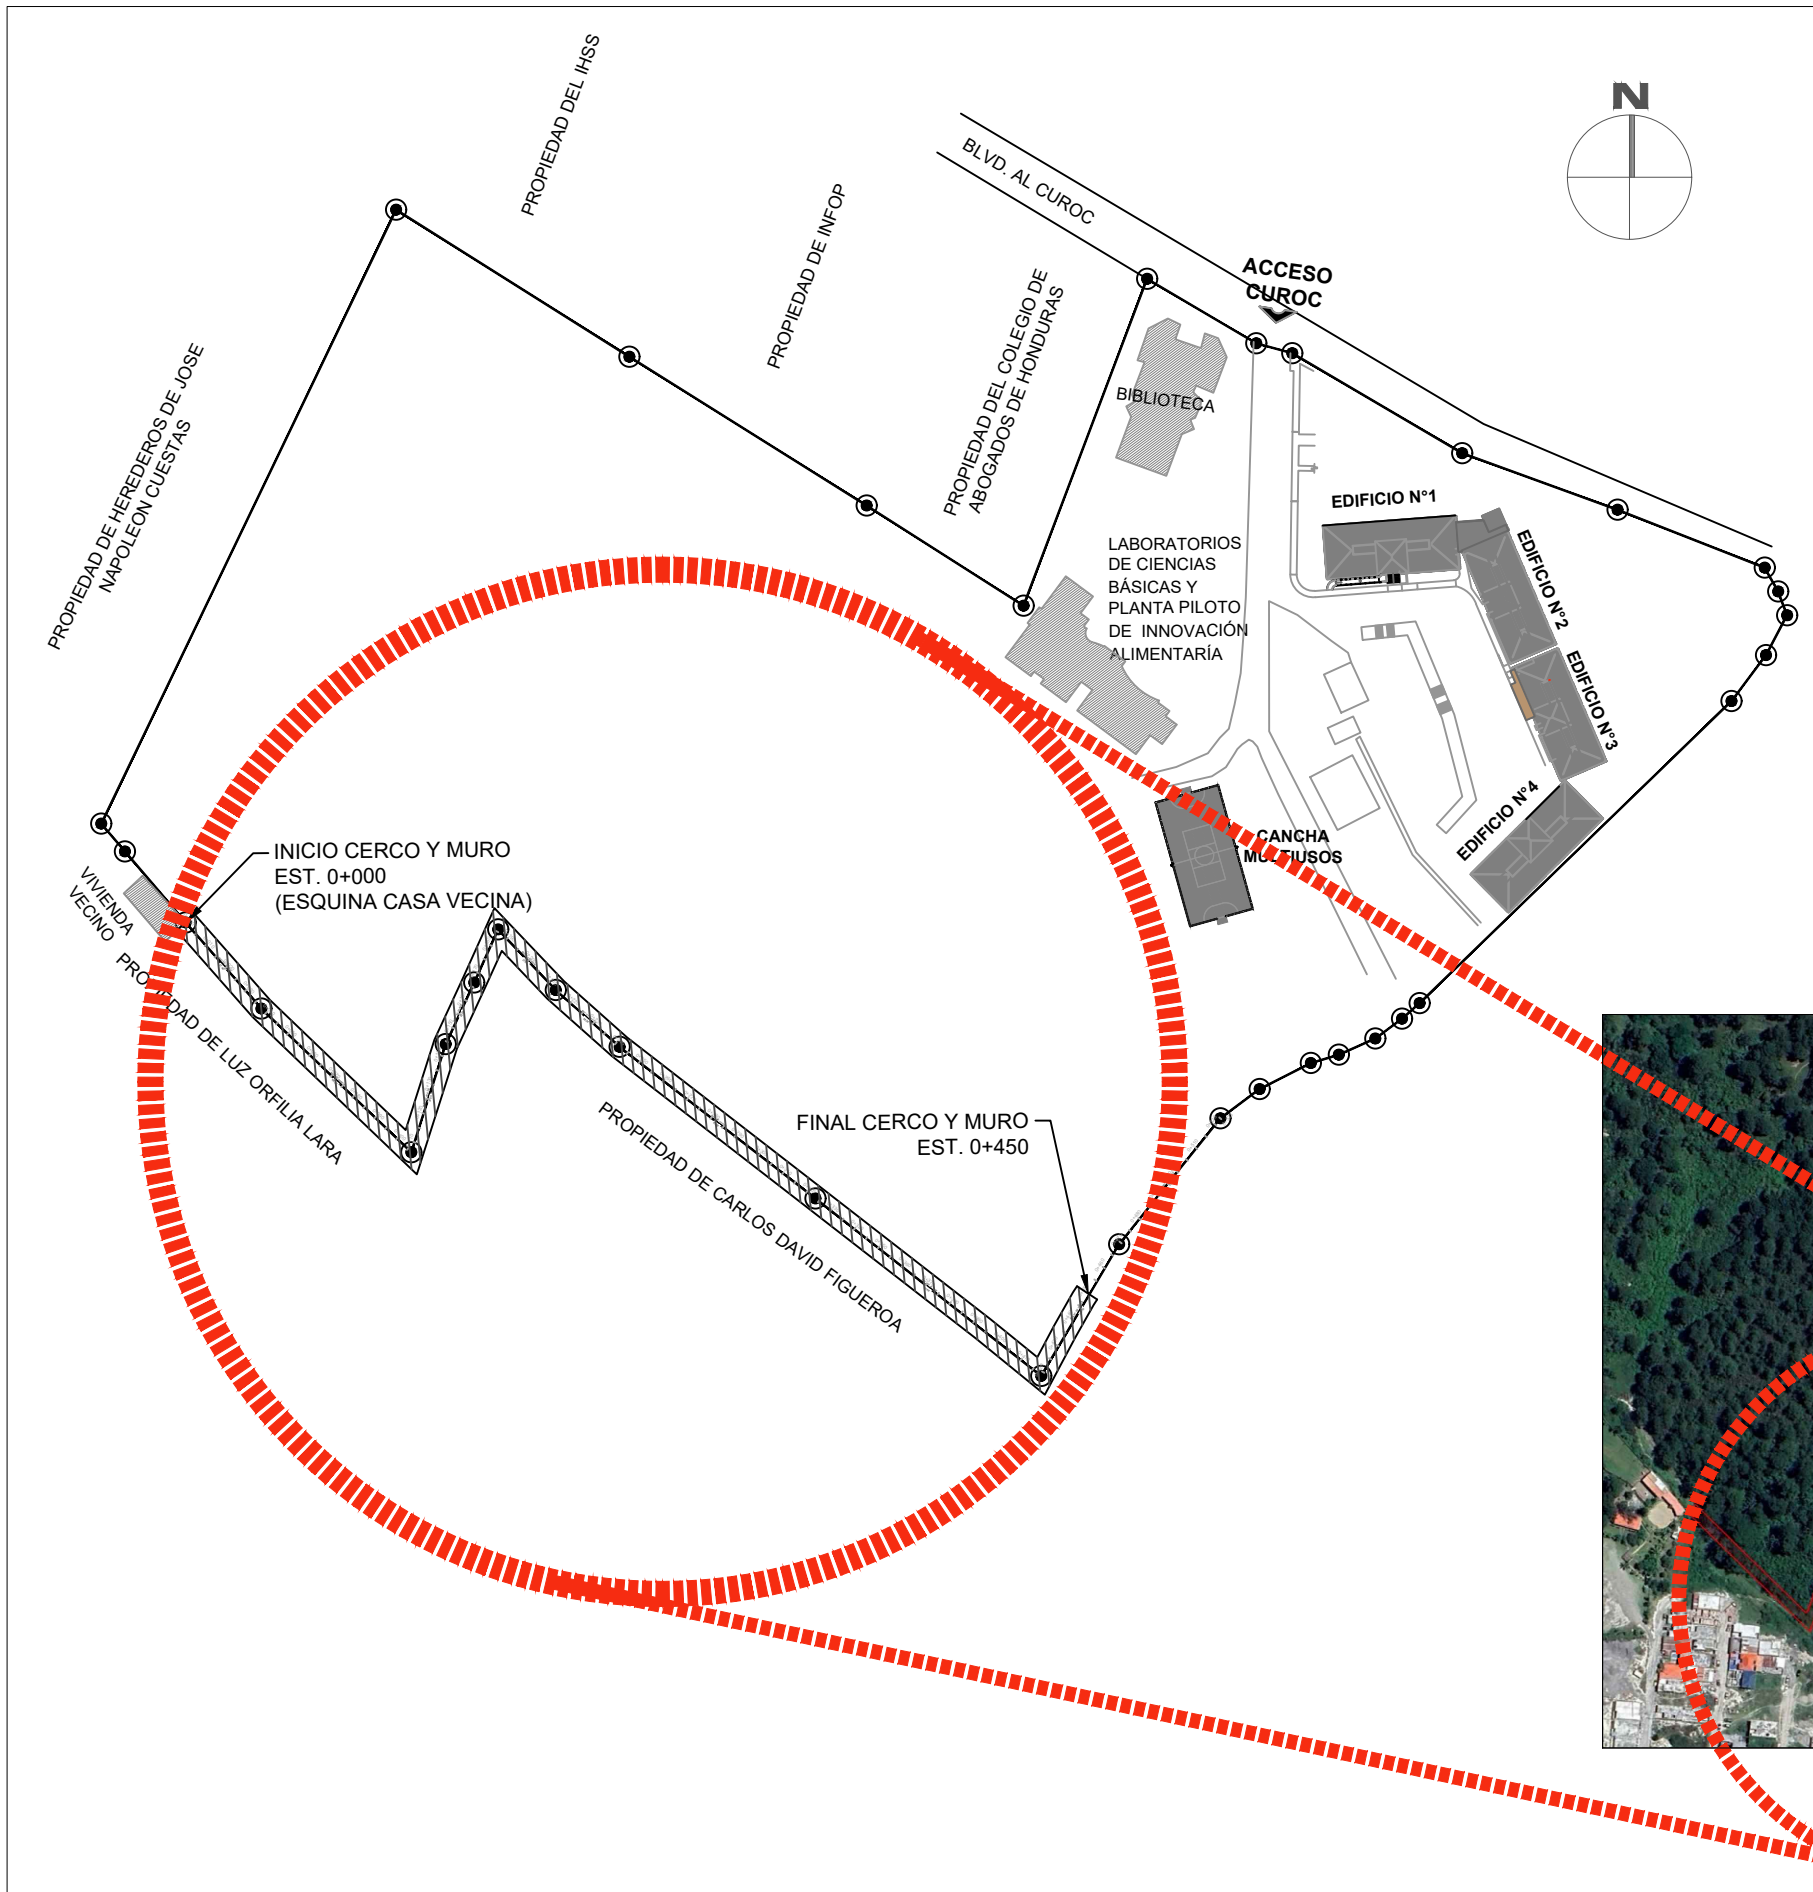 PROPIEDAD DEL IHSS
N
BLVD. AL CUROC
PROPIEDAD DE INFOP
ACCESO
CUROC
PROPIEDAD DEL COLEGIO DE
ABOGADOS DE HONDURAS
PROPIEDAD DE HEREDEROS DE JOSE
NAPOLEON CUESTAS
BIBLIOTECA
EDIFICIO N°1
LABORATORIOS
DE CIENCIAS
BÁSICAS Y
PLANTA PILOTO
DE INNOVACIÓN
ALIMENTARÍA
EDIFICIO N°2
EDIFICIO N°3
EDIFICIO N°4
CANCHA
MULTIUSOS
INICIO CERCO Y MURO
EST. 0+000
(ESQUINA CASA VECINA)
VIVIENDA
VECINO
PROPIEDAD DE LUZ ORFILIA LARA
PROPIEDAD DE CARLOS DAVID FIGUEROA
FINAL CERCO Y MURO
EST. 0+450